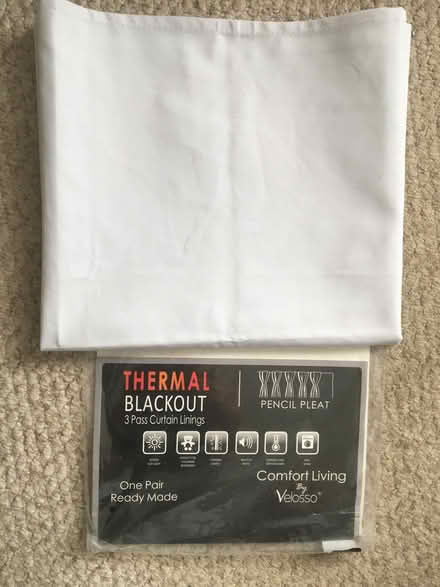 THERMAL
BLACKOUT
3 Pass Curtain Linings
PENCIL PLEAT
One Pair
Ready Made
Comfort Living
By
Velosso®